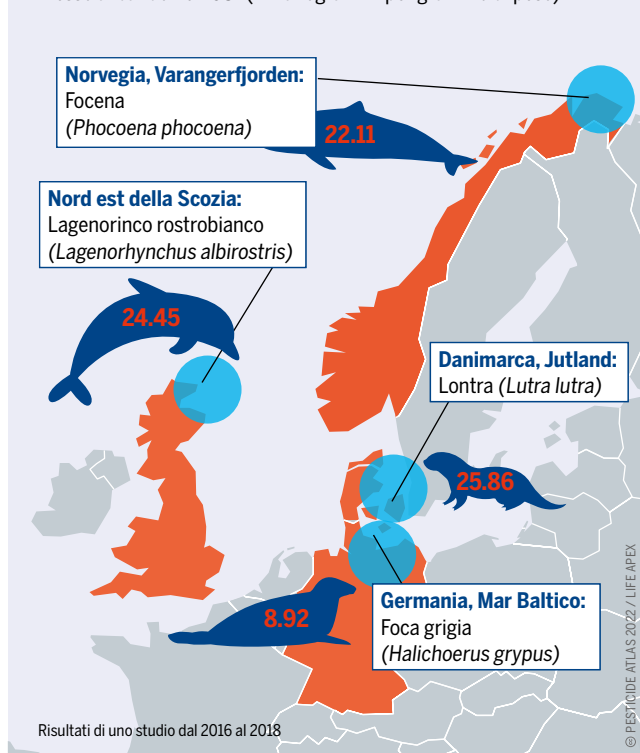 Norvegia, Varangerfjorden:
Focena
(Phocoena phocoena)
22.11
Nord est della Scozia:
Lagenorinco rostrobianco
(Lagenorhynchus albirostris)
24.45
Danimarca, Jutland:
Lontra (Lutra lutra)
25.86
Germania, Mar Baltico:
Foca grigia
(Halichoerus grypus)
8.92
Risultati di uno studio dal 2016 al 2018
© PESTICIDE ATLAS 2022 / LIFE APEX